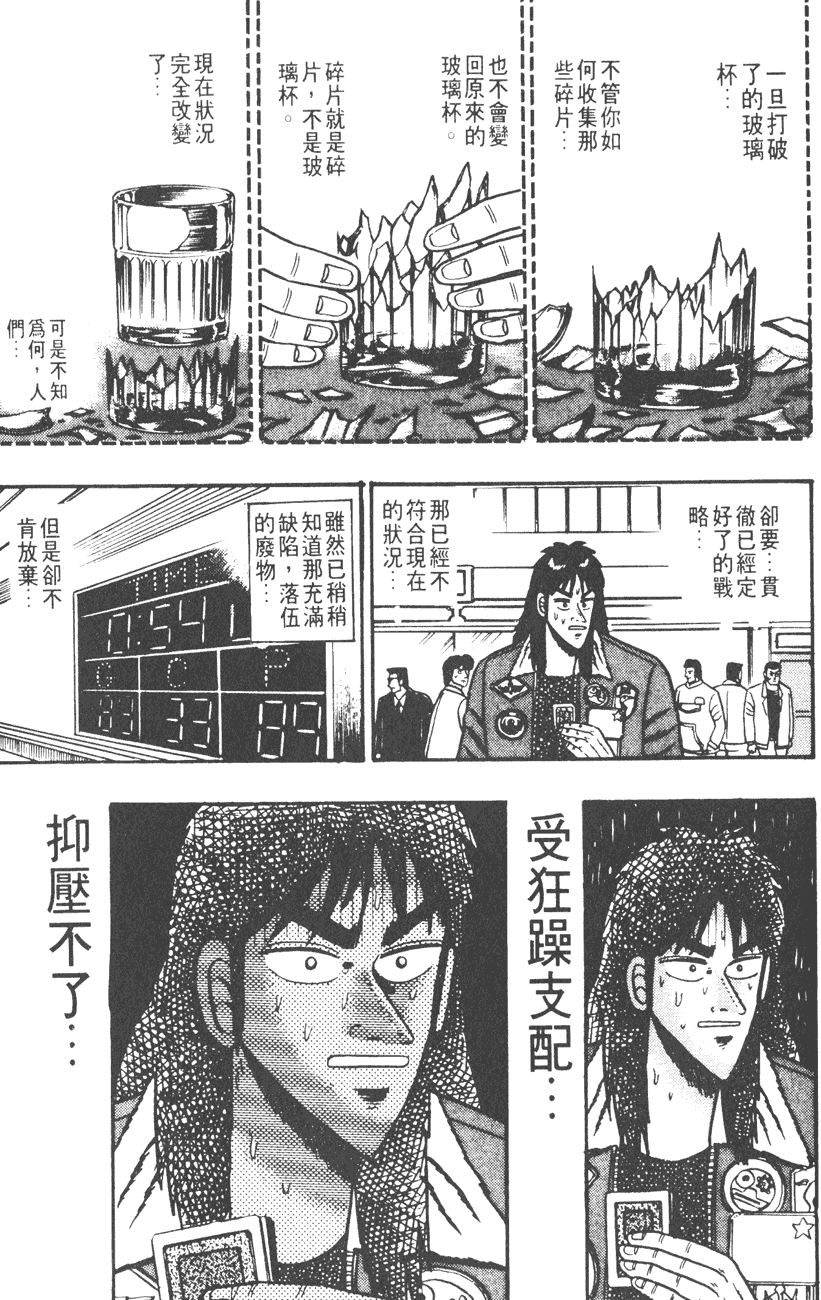 一旦打破
了的玻璃
杯…
不管你如
何收集那
些碎片…
也不會變
回原來的
玻璃杯。
碎片就是碎
片，不是玻
璃杯。
現在狀況
完全改變
了…
可是不知
爲何，人
們…
卻要…貫
徹已經定
好了的戰
略…
那已經不
符合現在
的狀況…
雖然已稍稍
知道那充滿
缺陷，落伍
的廢物…
但是卻不
肯放棄…
TIME
G C P
83 33 89
受狂躁支配…
抑壓不了…